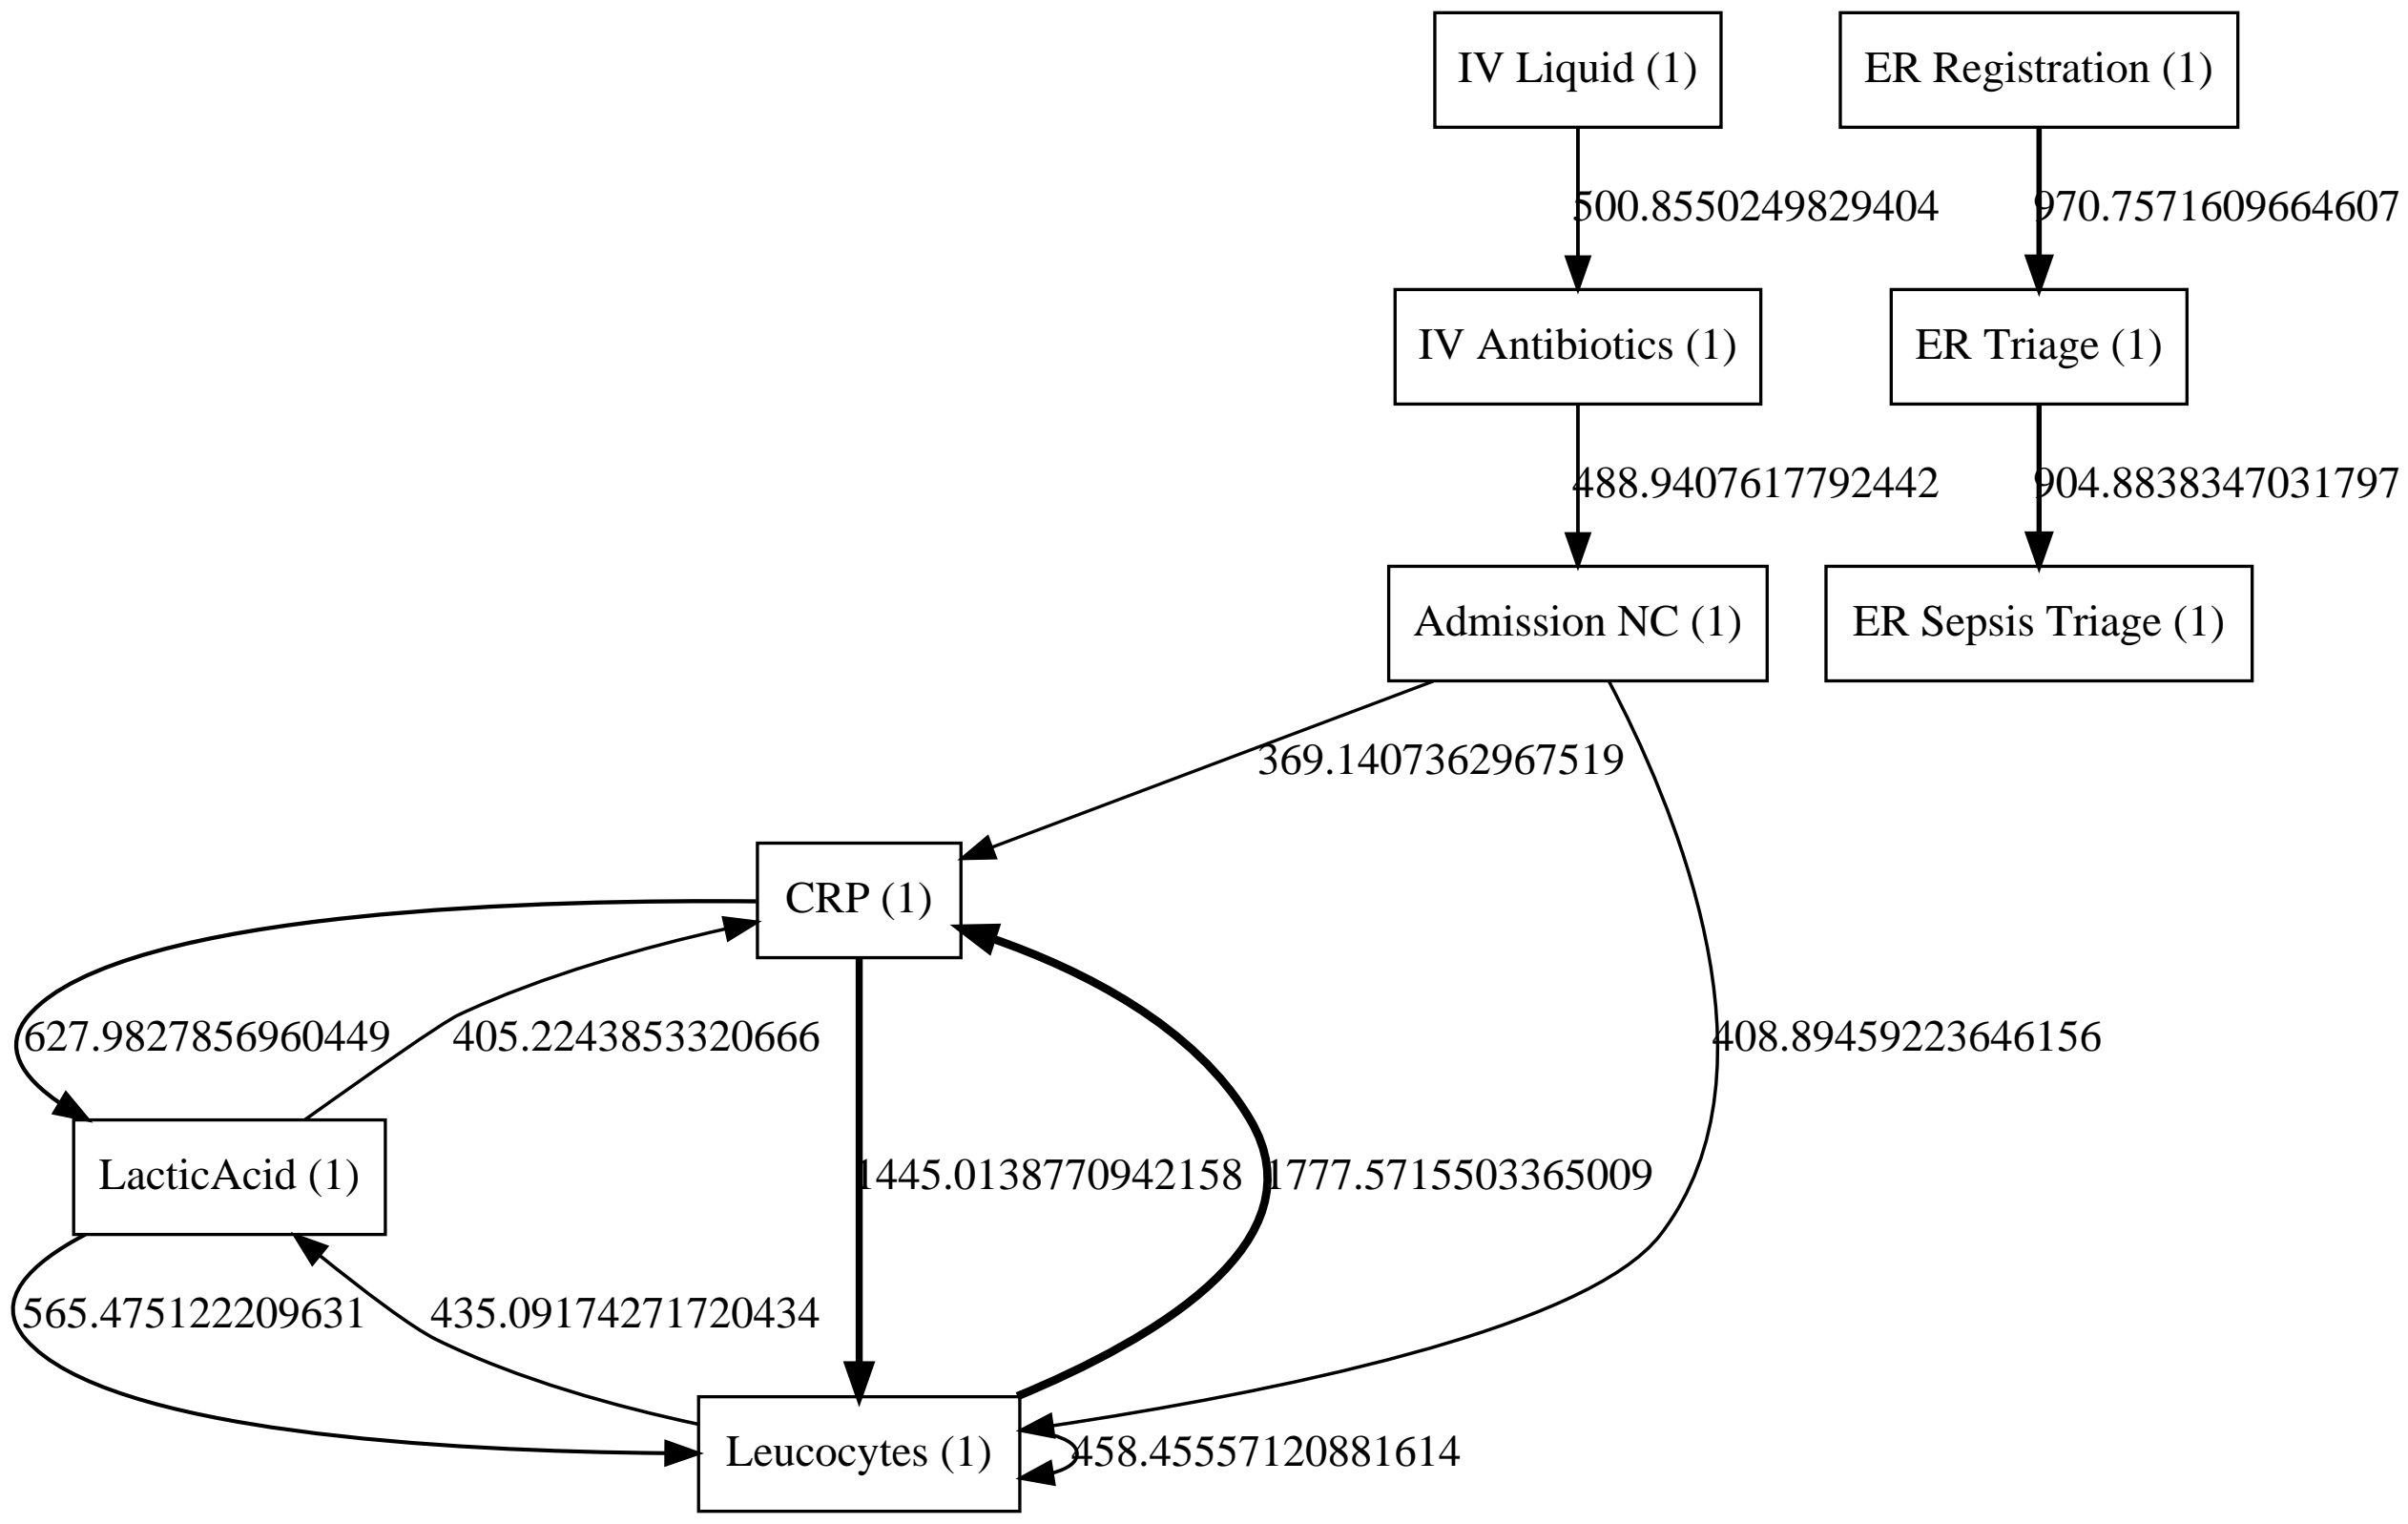 IV Liquid (1)
ER Registration (1)
500.8550249829404
970.7571609664607
IV Antibiotics (1)
ER Triage (1)
488.9407617792442
904.8838347031797
Admission NC (1)
ER Sepsis Triage (1)
369.1407362967519
CRP (1)
627.9827856960449
405.2243853320666
408.89459223646156
LacticAcid (1)
1445.0138770942158
1777.5715503365009
565.475122209631
435.09174271720434
Leucocytes (1)
458.45557120881614